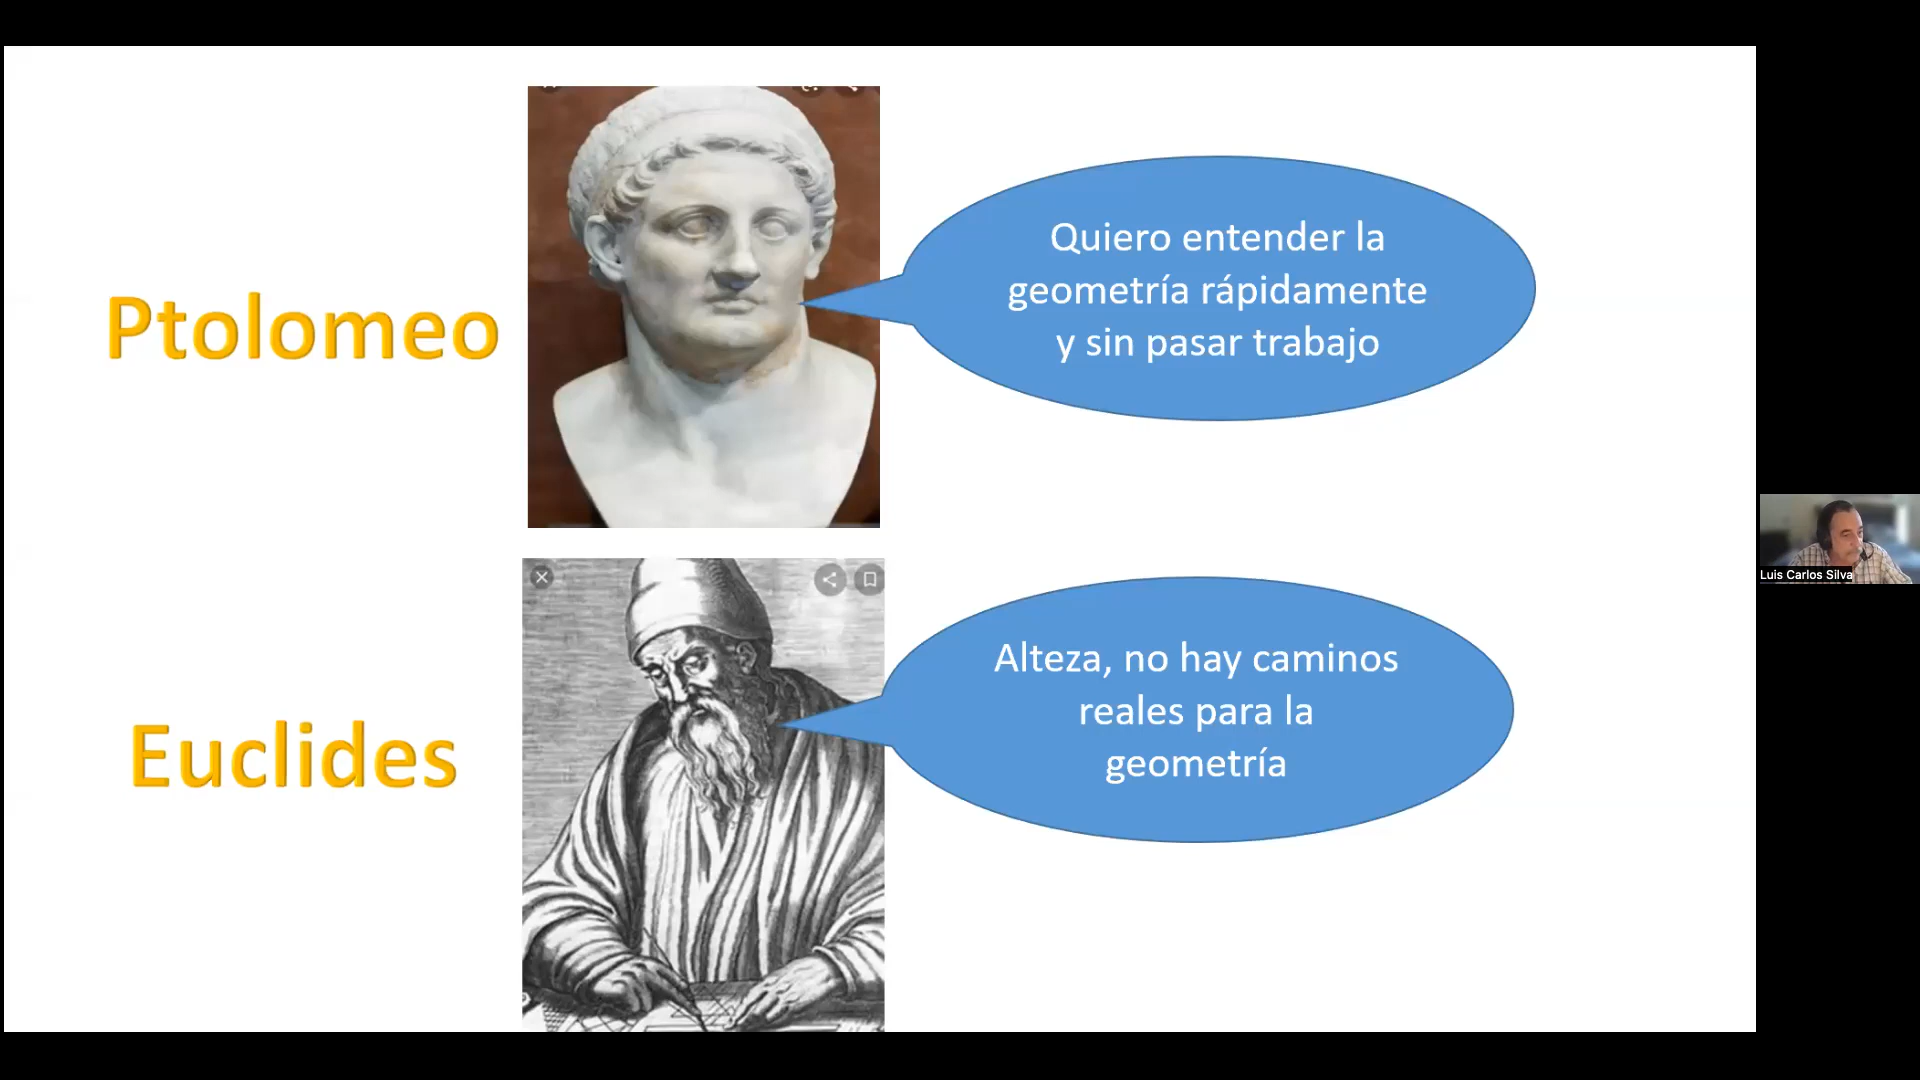 Ptolomeo
Quiero entender la
geometría rápidamente
y sin pasar trabajo
Euclides
Alteza, no hay caminos
reales para la
geometría
Luis Carlos Silva